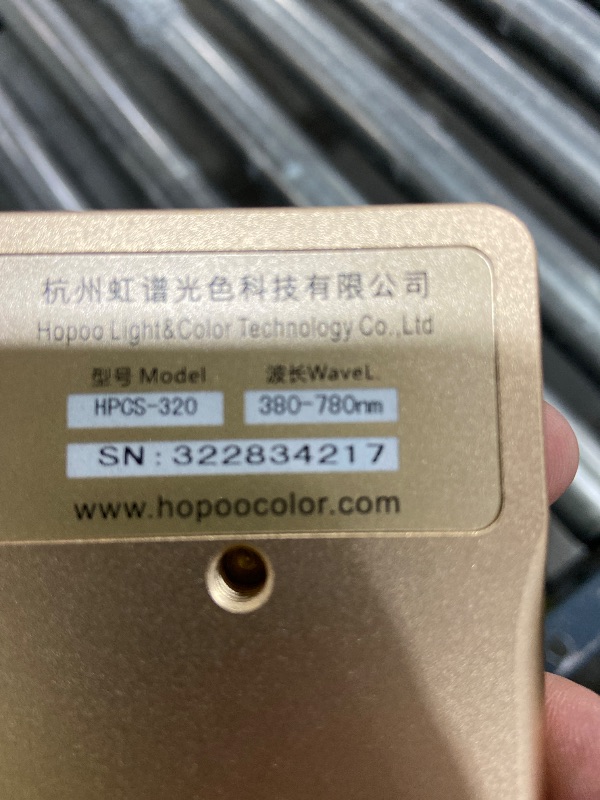 杭州虹谱光色科技有限公司
Hopoo Light&Color Technology Co.,Ltd
型号 Model 波长WaveL.
HPCS-320 380-780nm
SN:322834217
www.hopoocolor.com